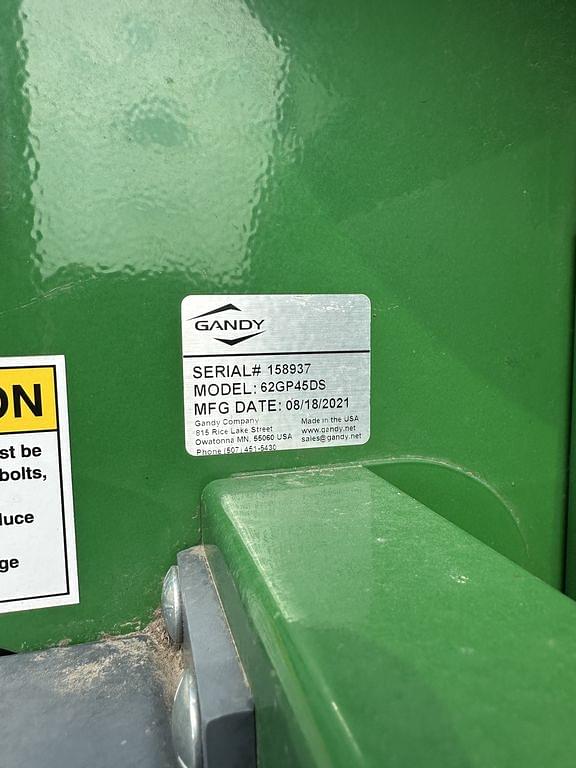 GANDY
SERIAL# 158937
MODEL: 62GP45DS
MFG DATE: 08/18/2021
Gandy Company
815 Rice Lake Street
Owatonna MN, 55060 USA
Phone (507) 451-5430
Made in the USA
www.gandy.net
sales@gandy.net
ON
st be
bolts,
duce
ge